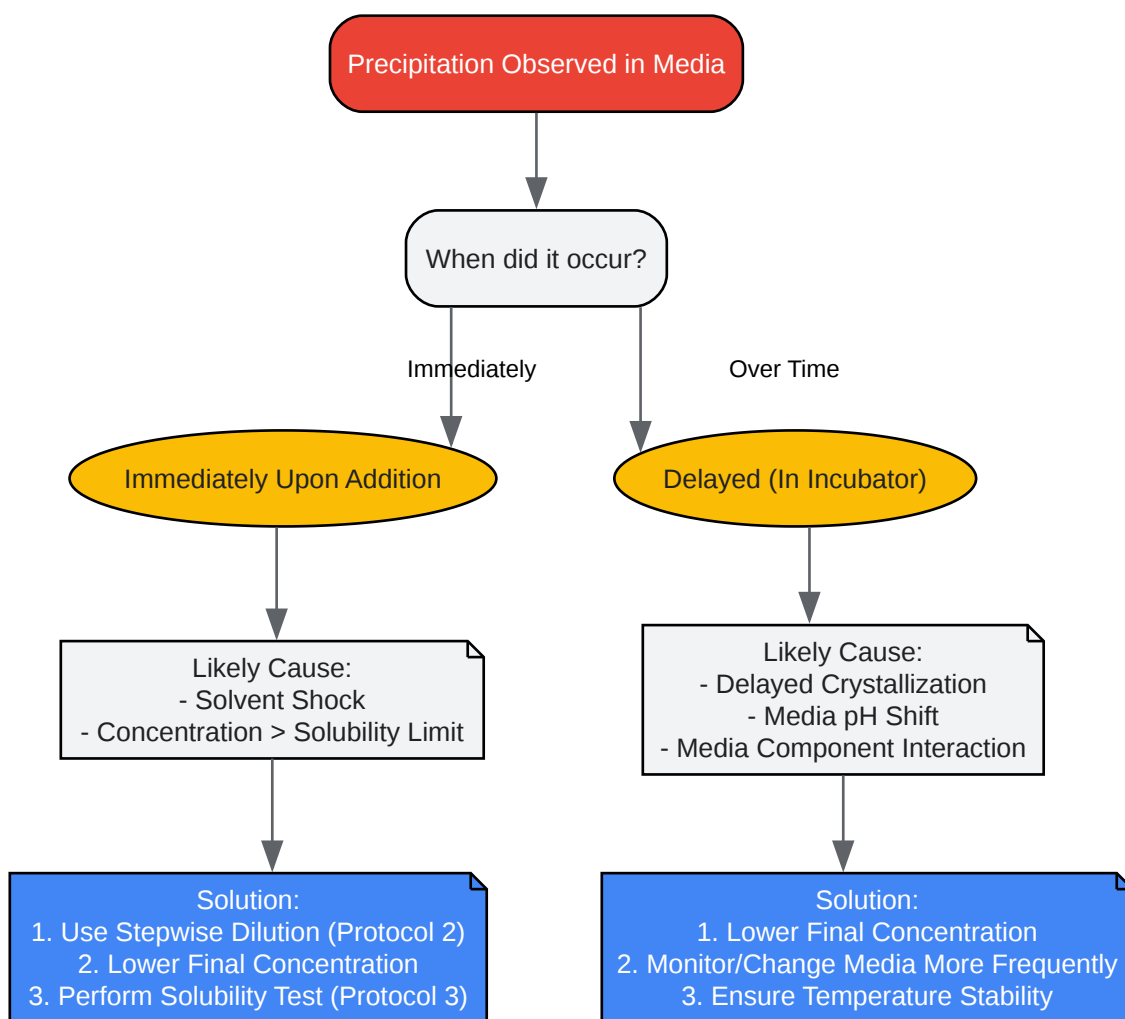 Precipitation Observed in Media
When did it occur?
Immediately
Over Time
Immediately Upon Addition
Delayed (In Incubator)
Likely Cause:
- Solvent Shock
- Concentration > Solubility Limit
Likely Cause:
- Delayed Crystallization
- Media pH Shift
- Media Component Interaction
Solution:
1. Use Stepwise Dilution (Protocol 2)
2. Lower Final Concentration
3. Perform Solubility Test (Protocol 3)
Solution:
1. Lower Final Concentration
2. Monitor/Change Media More Frequently
3. Ensure Temperature Stability